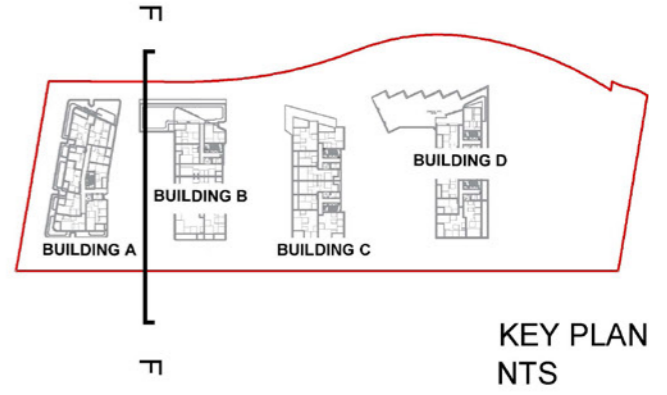 F
BUILDING D
BUILDING B
BUILDING A
BUILDING C
F
KEY PLAN
NTS